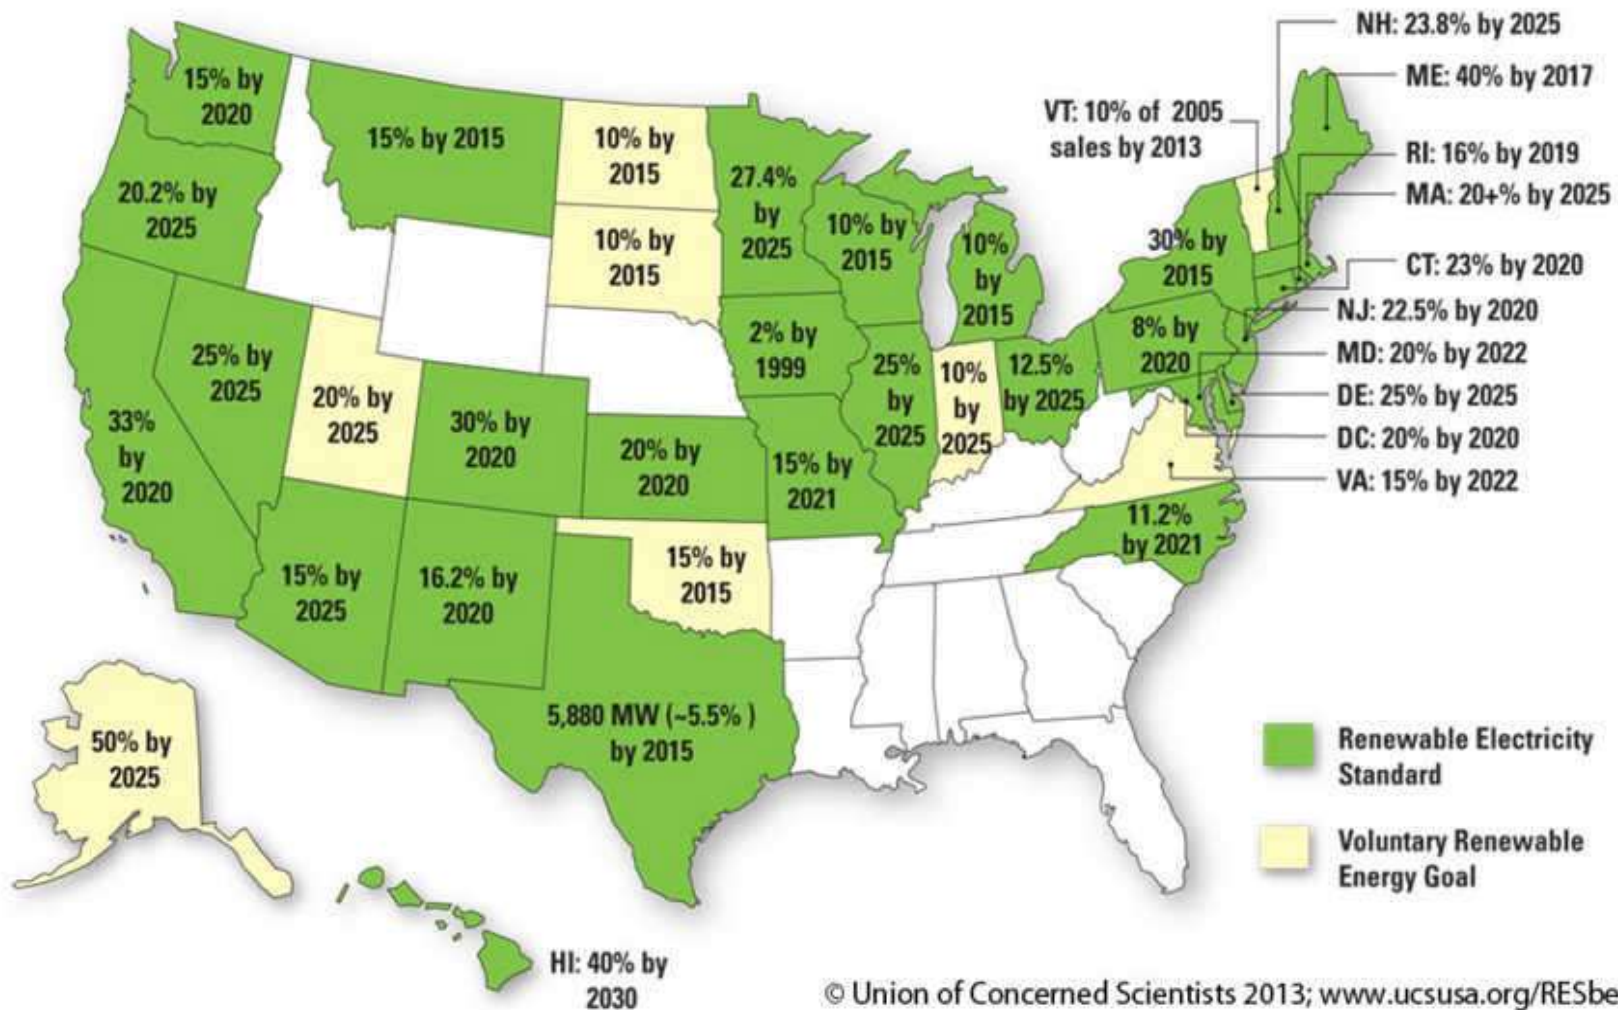 NH: 23.8% by 2025
ME: 40% by 2017
VT: 10% of 2005
sales by 2013
RI: 16% by 2019
MA: 20+% by 2025
CT: 23% by 2020
NJ: 22.5% by 2020
MD: 20% by 2022
DE: 25% by 2025
DC: 20% by 2020
VA: 15% by 2022
15% by
2020
15% by 2015
10% by
2015
27.4%
by
2025
20.2% by
2025
10% by
2015
10% by
2015
10%
by
2015
30% by
2015
2% by
1999
8% by
2020
25% by
2025
20% by
2025
33%
by
2020
30% by
2020
20% by
2020
15% by
2021
25%
by
2025
10%
by
2025
12.5%
by 2025
11.2%
by 2021
15% by
2025
16.2% by
2020
15% by
2015
5,880 MW (~5.5% )
by 2015
50% by
2025
HI: 40% by
2030
Renewable Electricity
Standard
Voluntary Renewable
Energy Goal
© Union of Concerned Scientists 2013; www.ucsusa.org/RESbe